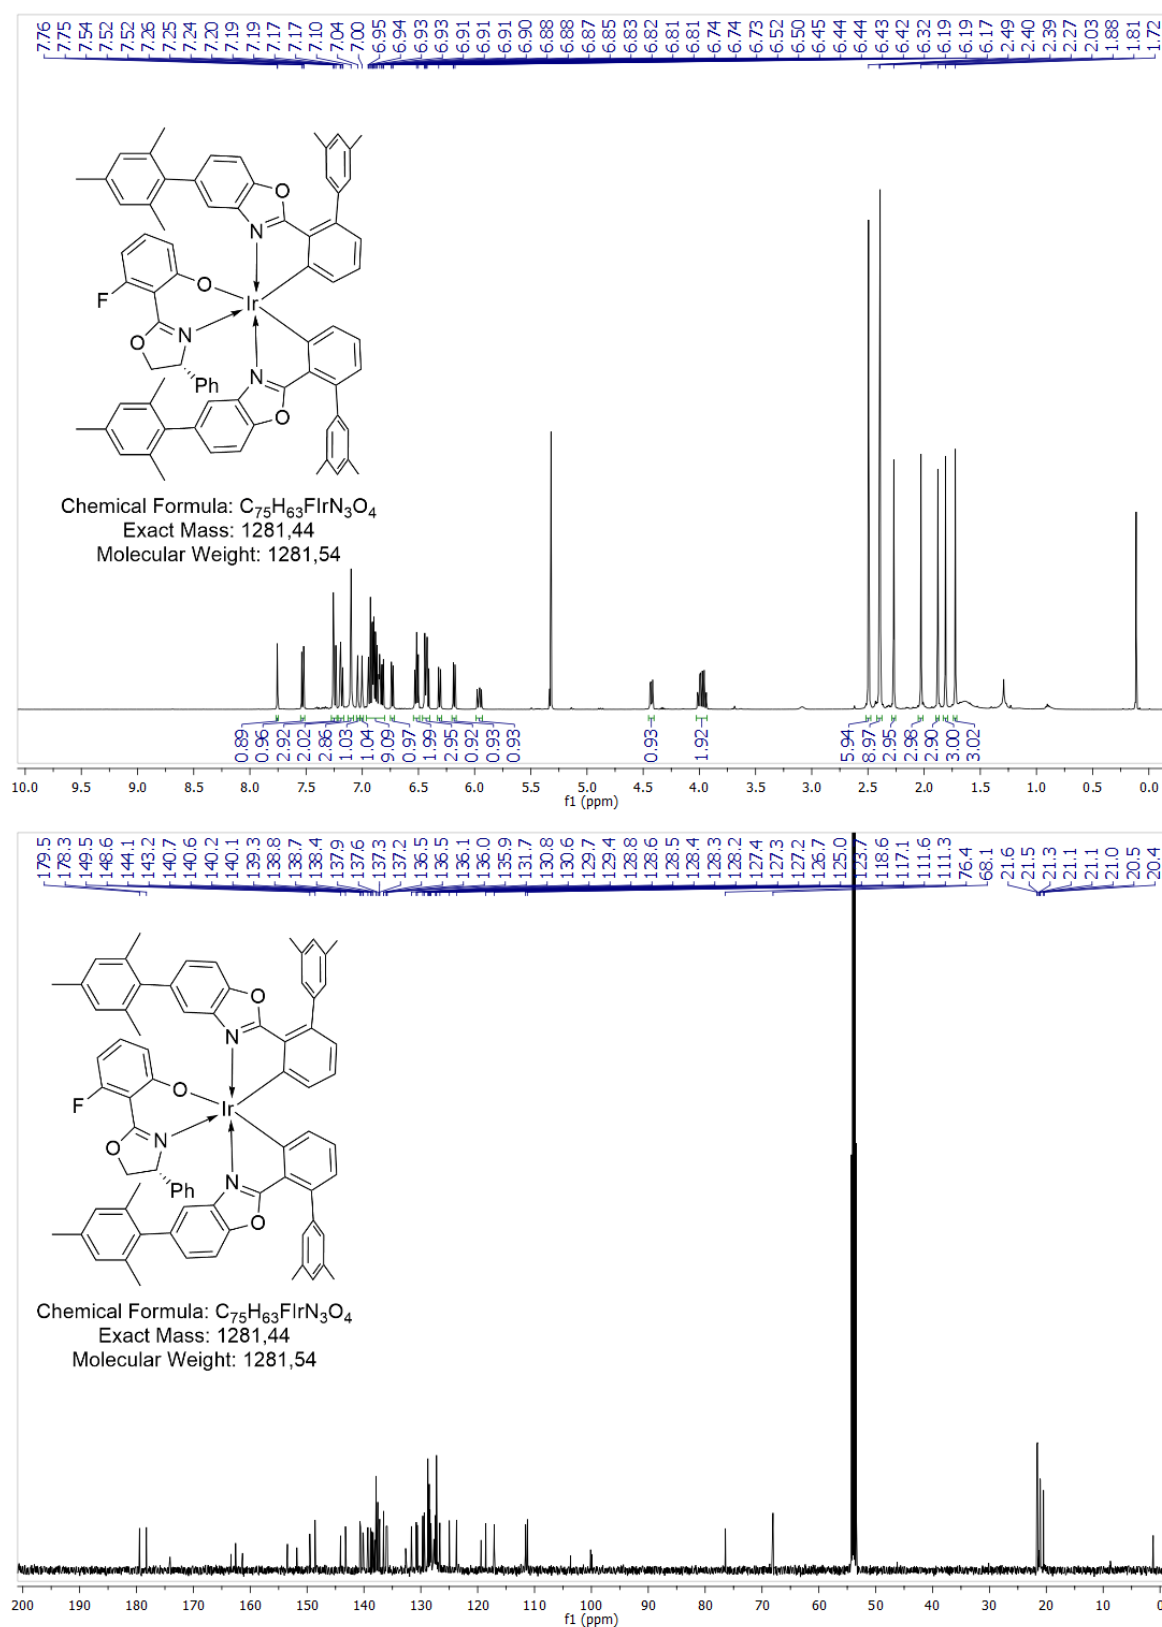 7.76 7.75 7.54 7.52 7.52 7.26 7.25 7.24 7.20 7.19 7.19 7.17 7.17 7.10 7.04 7.00 6.95 6.94 6.93 6.93 6.91 6.91 6.91 6.90 6.88 6.88 6.87 6.85 6.83 6.82 6.81 6.81 6.74 6.74 6.73 6.52 6.50 6.45 6.44 6.44 6.43 6.42 6.32 6.19 6.19 6.17 2.49 2.40 2.39 2.27 2.03 1.88 1.81 1.72
O
N
O
F
Ir
N
O
Ph
N
O
Chemical Formula: C₇₅H₆₃FIrN₃O₄
Exact Mass: 1281,44
Molecular Weight: 1281,54
0.89 0.96 2.92 2.02 2.86 1.03 1.04 9.09 0.97 1.99 2.95 0.92 0.93 0.93 0.93 1.92 5.94 8.97 2.95 2.98 2.90 3.00 3.02
10.0 9.5 9.0 8.5 8.0 7.5 7.0 6.5 6.0 5.5 5.0 4.5 4.0 3.5 3.0 2.5 2.0 1.5 1.0 0.5 0.0
f1 (ppm)
179.5 178.3 149.5 148.6 144.1 143.2 140.7 140.6 140.2 140.1 139.3 138.8 138.7 138.4 137.9 137.6 137.3 137.2 136.5 136.5 136.1 136.0 135.9 131.7 130.8 130.6 129.7 129.4 128.8 128.6 128.5 128.4 128.3 128.2 127.4 127.3 127.2 126.7 125.0 123.7 118.6 117.1 111.6 111.3 76.4 68.1 21.6 21.5 21.3 21.1 21.1 21.0 20.5 20.4
O
N
O
F
Ir
N
O
Ph
N
O
Chemical Formula: C₇₅H₆₃FIrN₃O₄
Exact Mass: 1281,44
Molecular Weight: 1281,54
200 190 180 170 160 150 140 130 120 110 100 90 80 70 60 50 40 30 20 10 0
f1 (ppm)